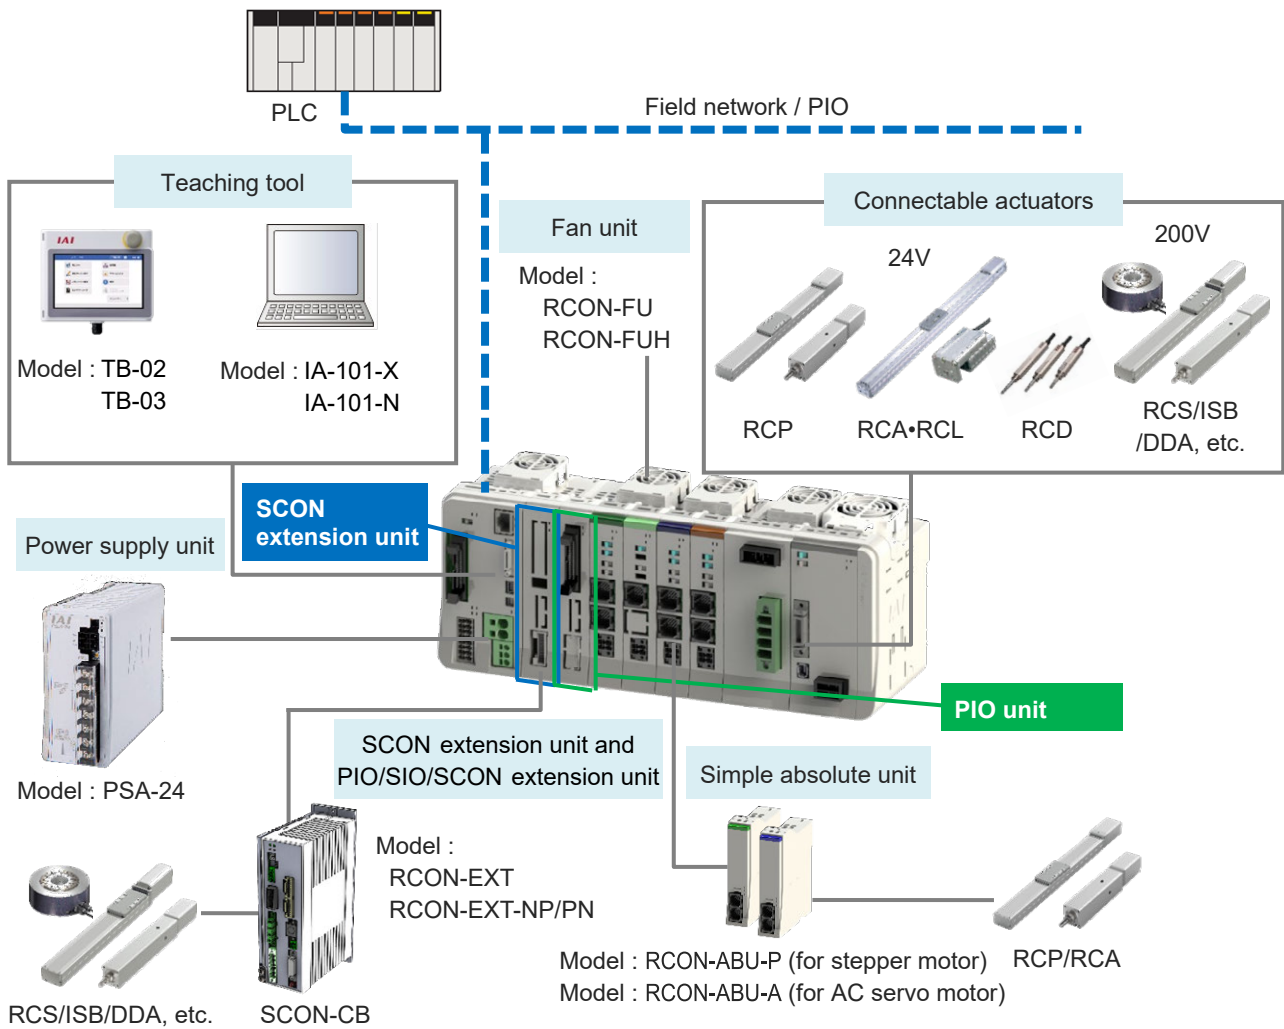 PLC
Field network / PIO
Teaching tool
IAI
Model : TB-02
TB-03
Model : IA-101-X
IA-101-N
Fan unit
Model :
RCON-FU
RCON-FUH
Connectable actuators
24V
200V
RCP
RCA•RCL
RCD
RCS/ISB
/DDA, etc.
SCON
extension unit
Power supply unit
IAI
Model : PSA-24
PIO unit
SCON extension unit and
PIO/SIO/SCON extension unit
Model :
RCON-EXT
RCON-EXT-NP/PN
Simple absolute unit
Model : RCON-ABU-P (for stepper motor)
Model : RCON-ABU-A (for AC servo motor)
RCP/RCA
RCS/ISB/DDA, etc.
SCON-CB